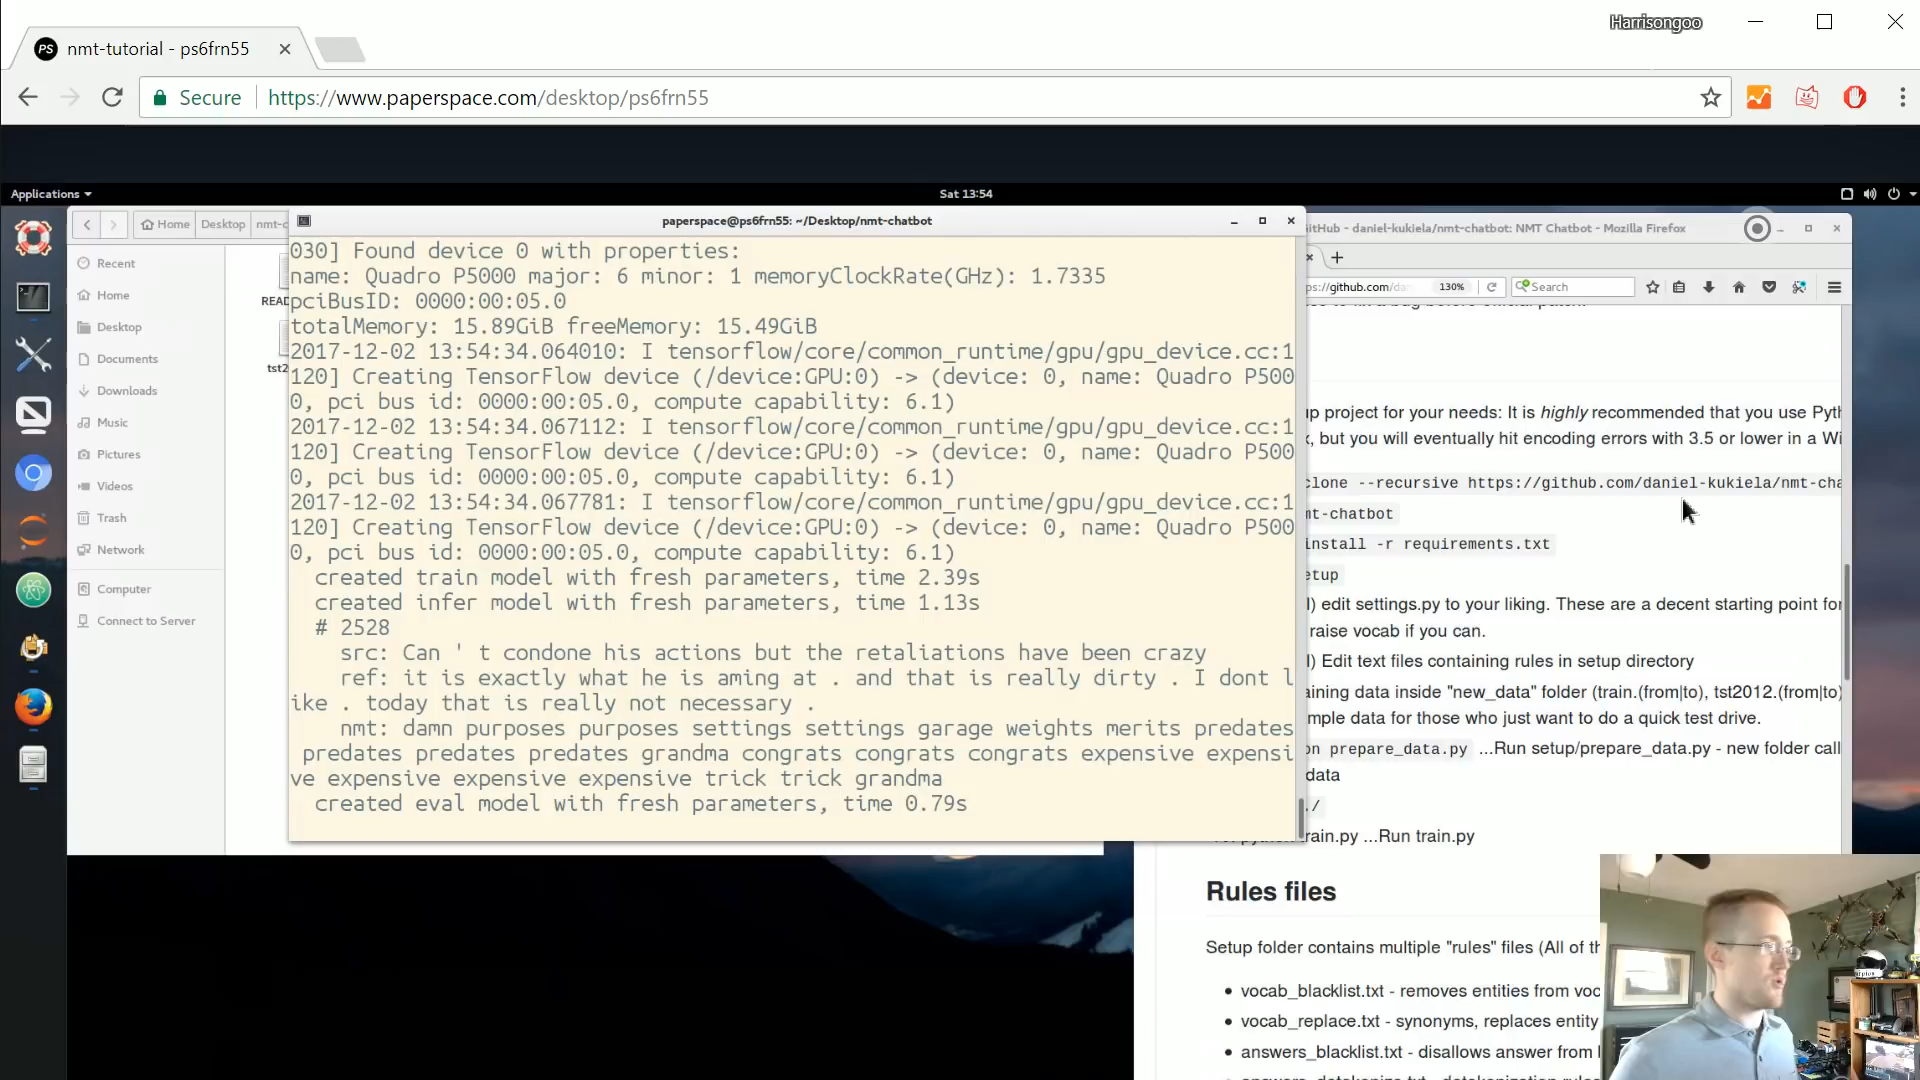 Harrisongoo
PS nmt-tutorial - ps6frn55
Secure https://www.paperspace.com/desktop/ps6frn55
Applications
Sat 13:54
Home Desktop nmt-c
paperspace@ps6frn55: ~/Desktop/nmt-chatbot
itHub - daniel-kukiela/nmt-chatbot: NMT Chatbot - Mozilla Firefox
Recent
Home
Desktop
Documents
Downloads
Music
Pictures
Videos
Trash
Network
Computer
Connect to Server
READ
tst2
030] Found device 0 with properties:
name: Quadro P5000 major: 6 minor: 1 memoryClockRate(GHz): 1.7335
pciBusID: 0000:00:05.0
totalMemory: 15.89GiB freeMemory: 15.49GiB
2017-12-02 13:54:34.064010: I tensorflow/core/common_runtime/gpu/gpu_device.cc:1
120] Creating TensorFlow device (/device:GPU:0) -> (device: 0, name: Quadro P500
0, pci bus id: 0000:00:05.0, compute capability: 6.1)
2017-12-02 13:54:34.067112: I tensorflow/core/common_runtime/gpu/gpu_device.cc:1
120] Creating TensorFlow device (/device:GPU:0) -> (device: 0, name: Quadro P500
0, pci bus id: 0000:00:05.0, compute capability: 6.1)
2017-12-02 13:54:34.067781: I tensorflow/core/common_runtime/gpu/gpu_device.cc:1
120] Creating TensorFlow device (/device:GPU:0) -> (device: 0, name: Quadro P500
0, pci bus id: 0000:00:05.0, compute capability: 6.1)
created train model with fresh parameters, time 2.39s
created infer model with fresh parameters, time 1.13s
# 2528
src: Can ' t condone his actions but the retaliations have been crazy
ref: it is exactly what he is aming at . and that is really dirty . I dont l
ike . today that is really not necessary .
nmt: damn purposes purposes settings settings garage weights merits predates
predates predates predates grandma congrats congrats congrats expensive expensi
ve expensive expensive expensive trick trick grandma
created eval model with fresh parameters, time 0.79s
ps://github.com/da 130% Search
up project for your needs: It is highly recommended that you use Pyth
x, but you will eventually hit encoding errors with 3.5 or lower in a Wi
clone --recursive https://github.com/daniel-kukiela/nmt-cha
mt-chatbot
install -r requirements.txt
etup
l) edit settings.py to your liking. These are a decent starting point for
raise vocab if you can.
l) Edit text files containing rules in setup directory
aining data inside "new_data" folder (train.(from|to), tst2012.(from|to)
mple data for those who just want to do a quick test drive.
on prepare_data.py ...Run setup/prepare_data.py - new folder call
data
./
train.py ...Run train.py
Rules files
Setup folder contains multiple "rules" files (All of th
vocab_blacklist.txt - removes entities from voc
vocab_replace.txt - synonyms, replaces entity
answers_blacklist.txt - disallows answer from